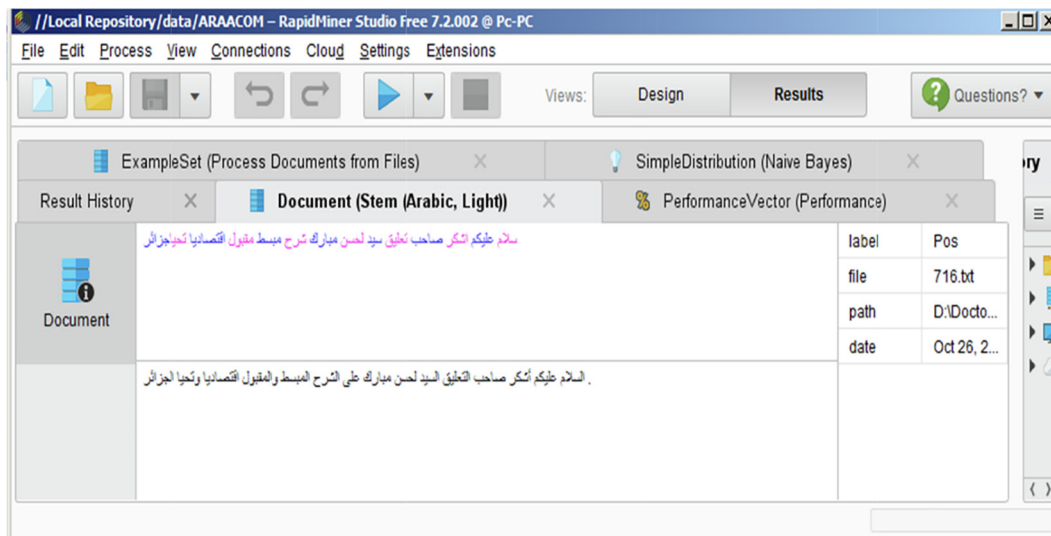 //Local Repository/data/ARAACOM – RapidMiner Studio Free 7.2.002 @ Pc-PC
File Edit Process View Connections Cloud Settings Extensions
Views: Design Results Questions?
ExampleSet (Process Documents from Files) SimpleDistribution (Naive Bayes) ory
Result History Document (Stem (Arabic, Light)) PerformanceVector (Performance)
سلام عليكم اشكر صاحب تعليق سيد لحسن مبارك شرح مبسط مقبول اقتصاديا تحياجزائر
label Pos
file 716.txt
path D:\Docto...
date Oct 26, 2...
Document
السلام عليكم أشكر صاحب التعليق السيد لحسن مبارك على الشرح المبسط والمقبول اقتصاديا وتحيا الجزائر .